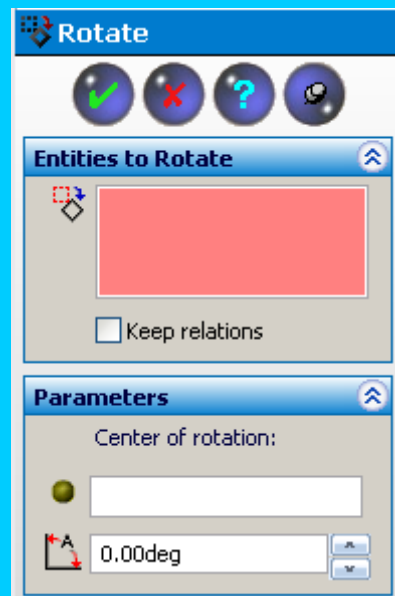 Rotate
?
Entities to Rotate
Keep relations
Parameters
Center of rotation:
A
0.00deg